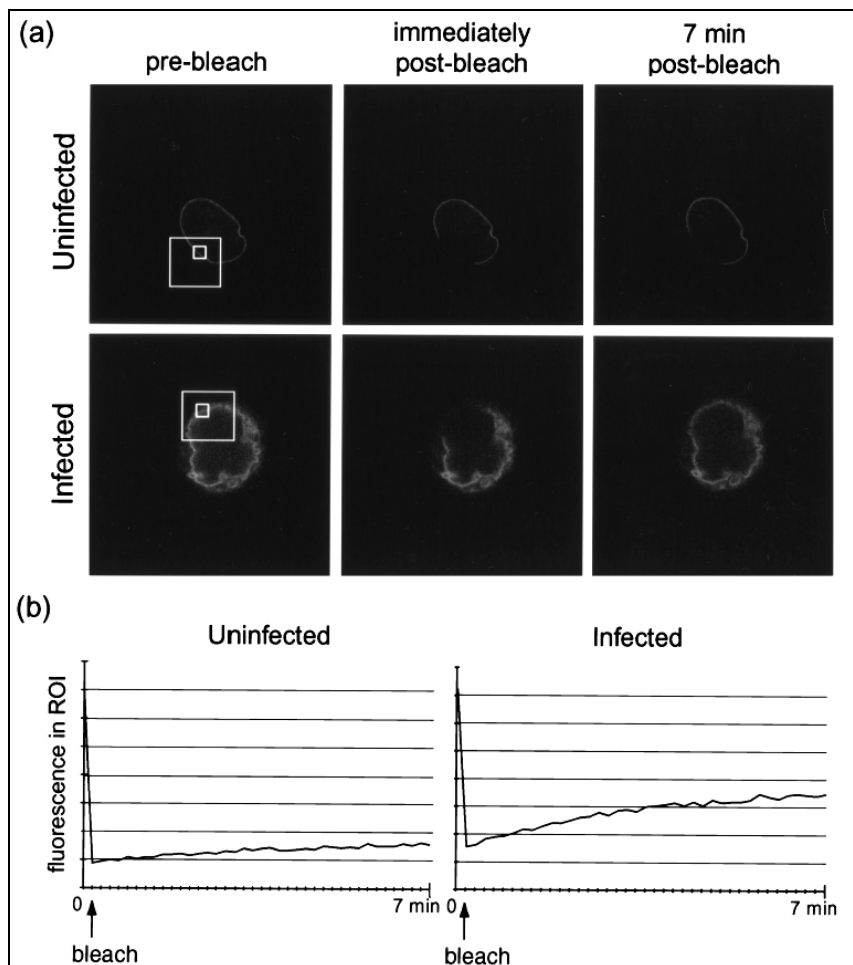 (a)
pre-bleach
immediately
post-bleach
7 min
post-bleach
Uninfected
Infected
(b)
Uninfected
Infected
fluorescence in ROI
0
7 min
bleach
0
7 min
bleach